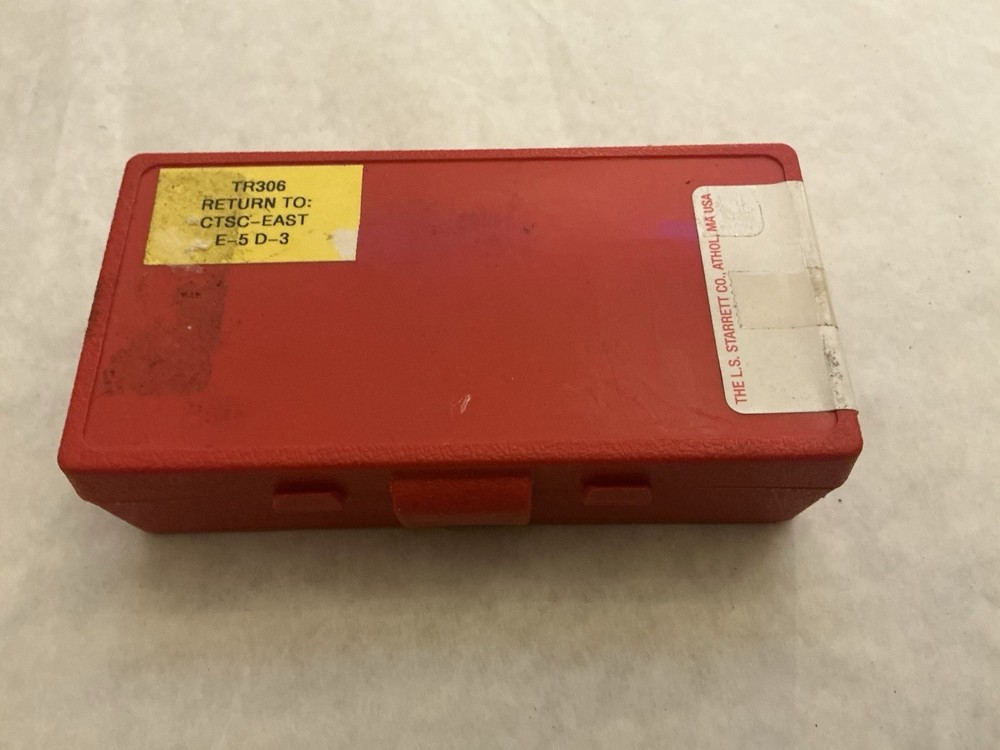 TR306
RETURN TO:
CTSC-EAST
E-5 D-3
THE L.S. STARRETT CO., ATHOL, MA USA